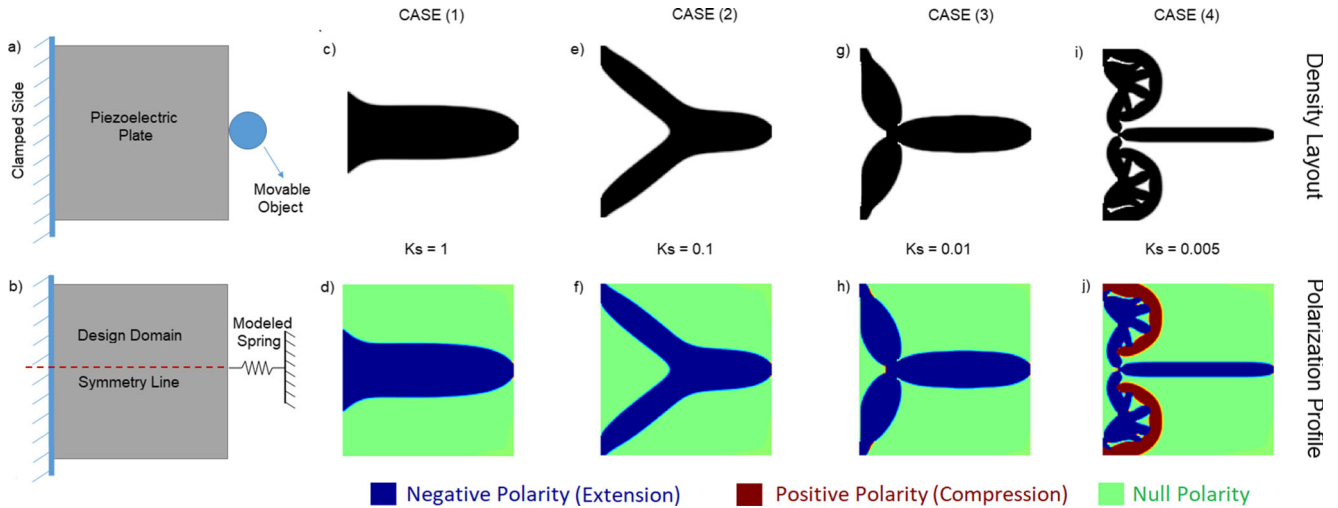 CASE (1)
CASE (2)
CASE (3)
CASE (4)
a)
c)
e)
g)
i)
Clamped Side
Piezoelectric
Plate
Movable
Object
Density Layout
Ks = 1
Ks = 0.1
Ks = 0.01
Ks = 0.005
b)
d)
f)
h)
j)
Design Domain
Symmetry Line
Modeled
Spring
Polarization Profile
Negative Polarity (Extension)
Positive Polarity (Compression)
Null Polarity